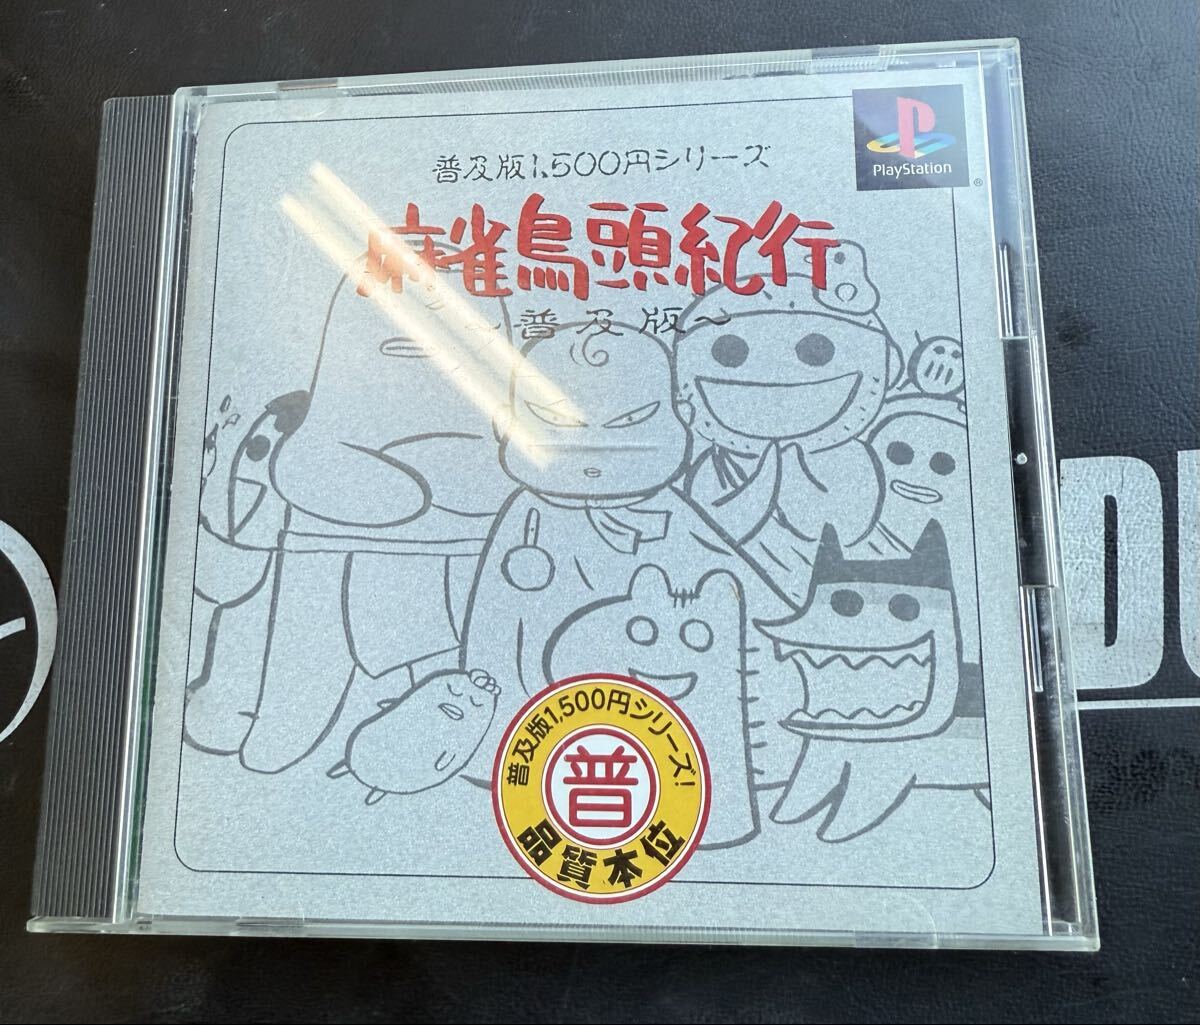 普及版1,500円シリーズ
PlayStation
®
麻雀烏頭紀行
～普及版～
普及版1,500円シリーズ!
普
品質本位
DU